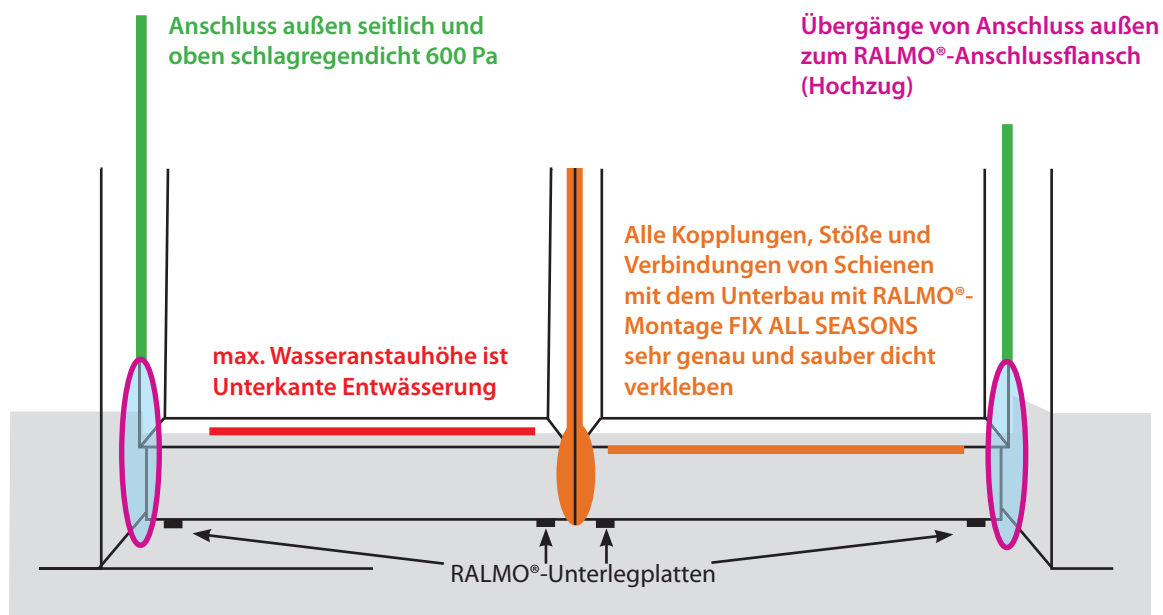 Anschluss außen seitlich und
oben schlagregendicht 600 Pa
Übergänge von Anschluss außen
zum RALMO®-Anschlussflansch
(Hochzug)
Alle Kopplungen, Stöße und
Verbindungen von Schienen
mit dem Unterbau mit RALMO®-
Montage FIX ALL SEASONS
sehr genau und sauber dicht
verkleben
max. Wasseranstauhöhe ist
Unterkante Entwässerung
RALMO®-Unterlegplatten